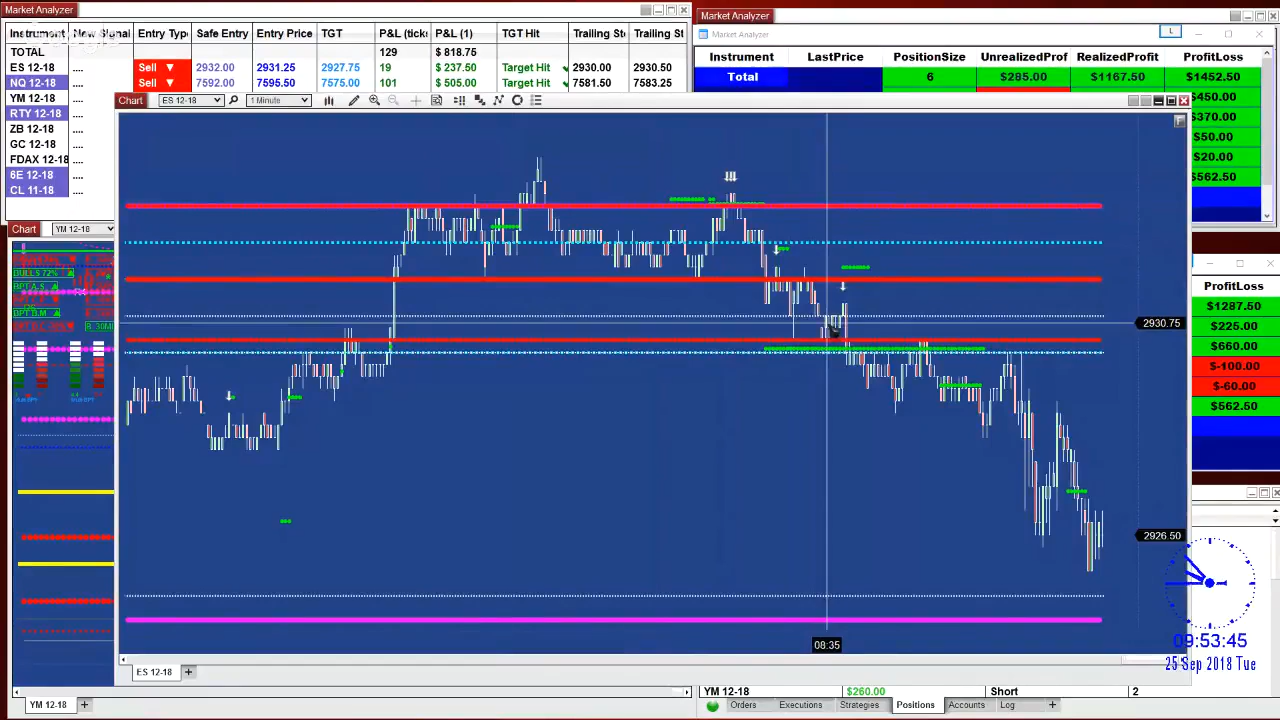 Market Analyzer
Instrument New Signal Entry Typ Safe Entry Entry Price TGT P&L (ticks P&L (1) TGT Hit Trailing St Trailing St
TOTAL 129 $ 818.75
ES 12-18 .... Sell ▼ 2932.00 2931.25 2927.75 19 $ 237.50 Target Hit 2930.00 2930.50
NQ 12-18 .... Sell ▼ 7592.00 7595.50 7575.00 101 $ 505.00 Target Hit 7581.50 7583.25
YM 12-18 ....
RTY 12-18 ....
ZB 12-18 ....
GC 12-18 ....
FDAX 12-18 ....
6E 12-18 ....
CL 11-18 ....
Market Analyzer
Market Analyzer
L
Instrument LastPrice PositionSize UnrealizedProf RealizedProfit ProfitLoss
Total 6 $285.00 $1167.50 $1452.50
$450.00
$370.00
$50.00
$20.00
$562.50
Chart ES 12-18 1 Minute
F
2930.75
2926.50
08:35
ES 12-18 +
Chart YM 12-18
BULLS 72%
BPT A.S
BPT D.M
YM 12-18 +
ProfitLoss
$1287.50
$225.00
$660.00
$-100.00
$-60.00
$562.50
09:53:45
25 Sep 2018 Tue
YM 12-18 $260.00 Short 2
Orders Executions Strategies Positions Accounts Log +